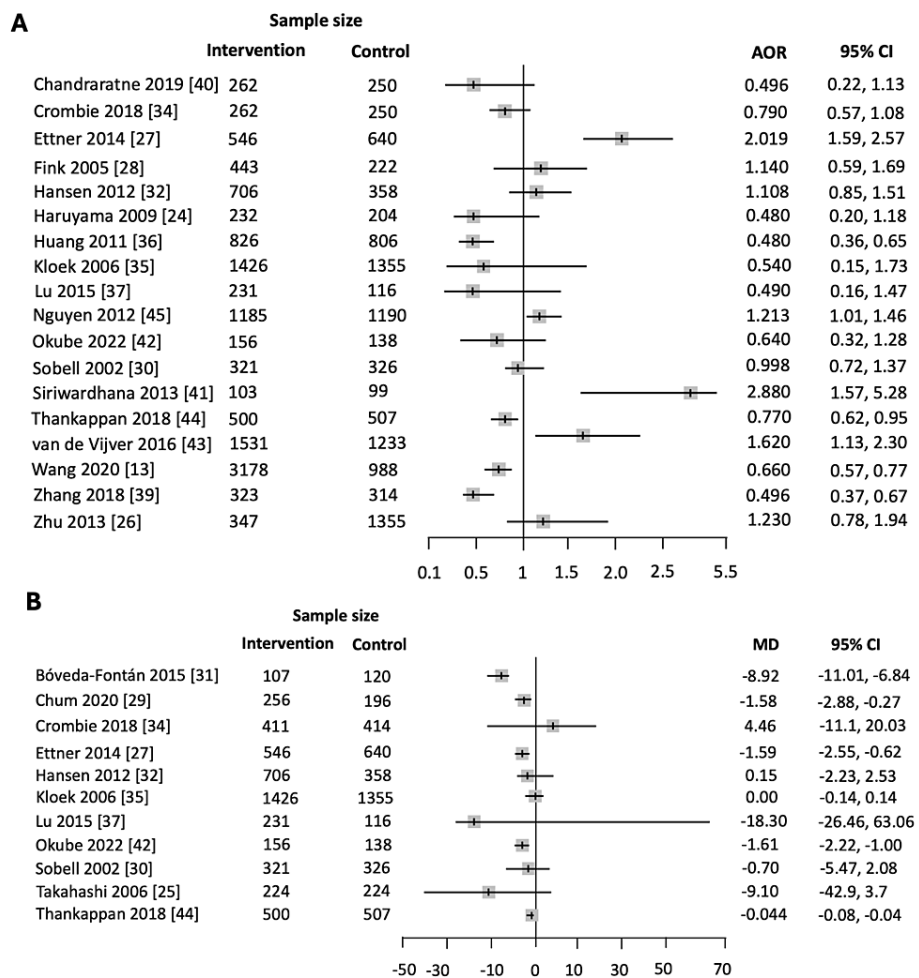 A
Sample size
Intervention Control AOR 95% CI
Chandraratne 2019 [40] 262 250 0.496 0.22, 1.13
Crombie 2018 [34] 262 250 0.790 0.57, 1.08
Ettner 2014 [27] 546 640 2.019 1.59, 2.57
Fink 2005 [28] 443 222 1.140 0.59, 1.69
Hansen 2012 [32] 706 358 1.108 0.85, 1.51
Haruyama 2009 [24] 232 204 0.480 0.20, 1.18
Huang 2011 [36] 826 806 0.480 0.36, 0.65
Kloek 2006 [35] 1426 1355 0.540 0.15, 1.73
Lu 2015 [37] 231 116 0.490 0.16, 1.47
Nguyen 2012 [45] 1185 1190 1.213 1.01, 1.46
Okube 2022 [42] 156 138 0.640 0.32, 1.28
Sobell 2002 [30] 321 326 0.998 0.72, 1.37
Siriwardhana 2013 [41] 103 99 2.880 1.57, 5.28
Thankappan 2018 [44] 500 507 0.770 0.62, 0.95
van de Vijver 2016 [43] 1531 1233 1.620 1.13, 2.30
Wang 2020 [13] 3178 988 0.660 0.57, 0.77
Zhang 2018 [39] 323 314 0.496 0.37, 0.67
Zhu 2013 [26] 347 1355 1.230 0.78, 1.94
0.1 0.5 1 1.5 2.0 2.5 5.5
B
Sample size
Intervention Control MD 95% CI
Bóveda-Fontán 2015 [31] 107 120 -8.92 -11.01, -6.84
Chum 2020 [29] 256 196 -1.58 -2.88, -0.27
Crombie 2018 [34] 411 414 4.46 -11.1, 20.03
Ettner 2014 [27] 546 640 -1.59 -2.55, -0.62
Hansen 2012 [32] 706 358 0.15 -2.23, 2.53
Kloek 2006 [35] 1426 1355 0.00 -0.14, 0.14
Lu 2015 [37] 231 116 -18.30 -26.46, 63.06
Okube 2022 [42] 156 138 -1.61 -2.22, -1.00
Sobell 2002 [30] 321 326 -0.70 -5.47, 2.08
Takahashi 2006 [25] 224 224 -9.10 -42.9, 3.7
Thankappan 2018 [44] 500 507 -0.044 -0.08, -0.04
-50 -30 -10 0 10 30 50 70